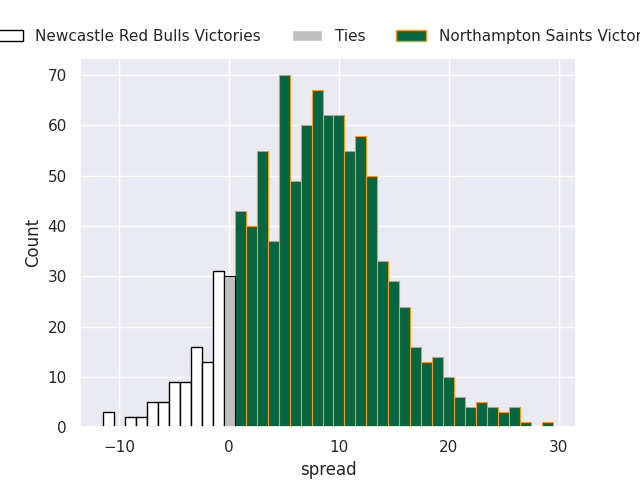 Newcastle Red Bulls Victories Ties Northampton Saints Victor
70
60
50
40
30
20
10
0
Count
−10 0 10 20 30
spread